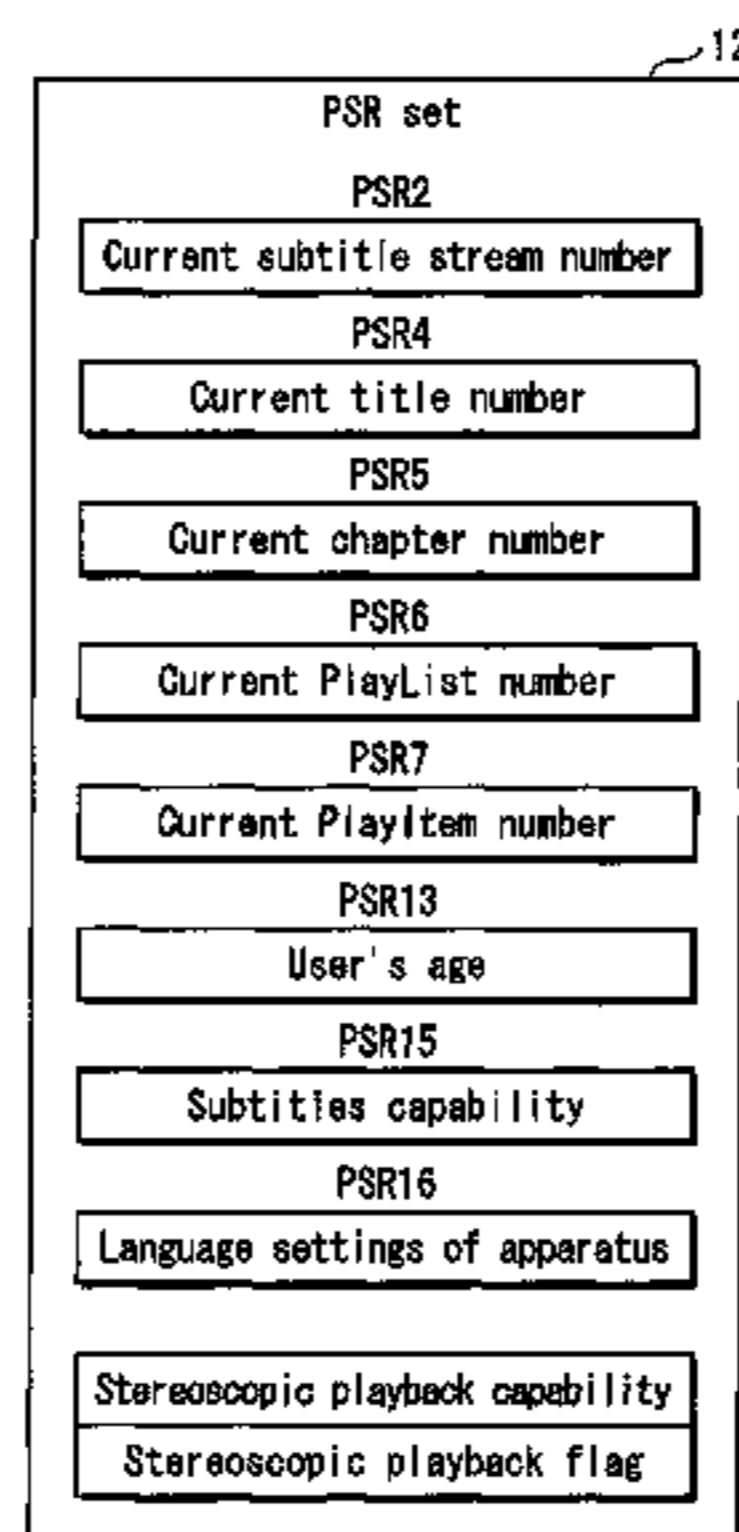 12
PSR set
PSR2
Current subtitle stream number
PSR4
Current title number
PSR5
Current chapter number
PSR6
Current PlayList number
PSR7
Current PlayItem number
PSR13
User's age
PSR15
Subtitles capability
PSR16
Language settings of apparatus
Stereoscopic playback capability
Stereoscopic playback flag